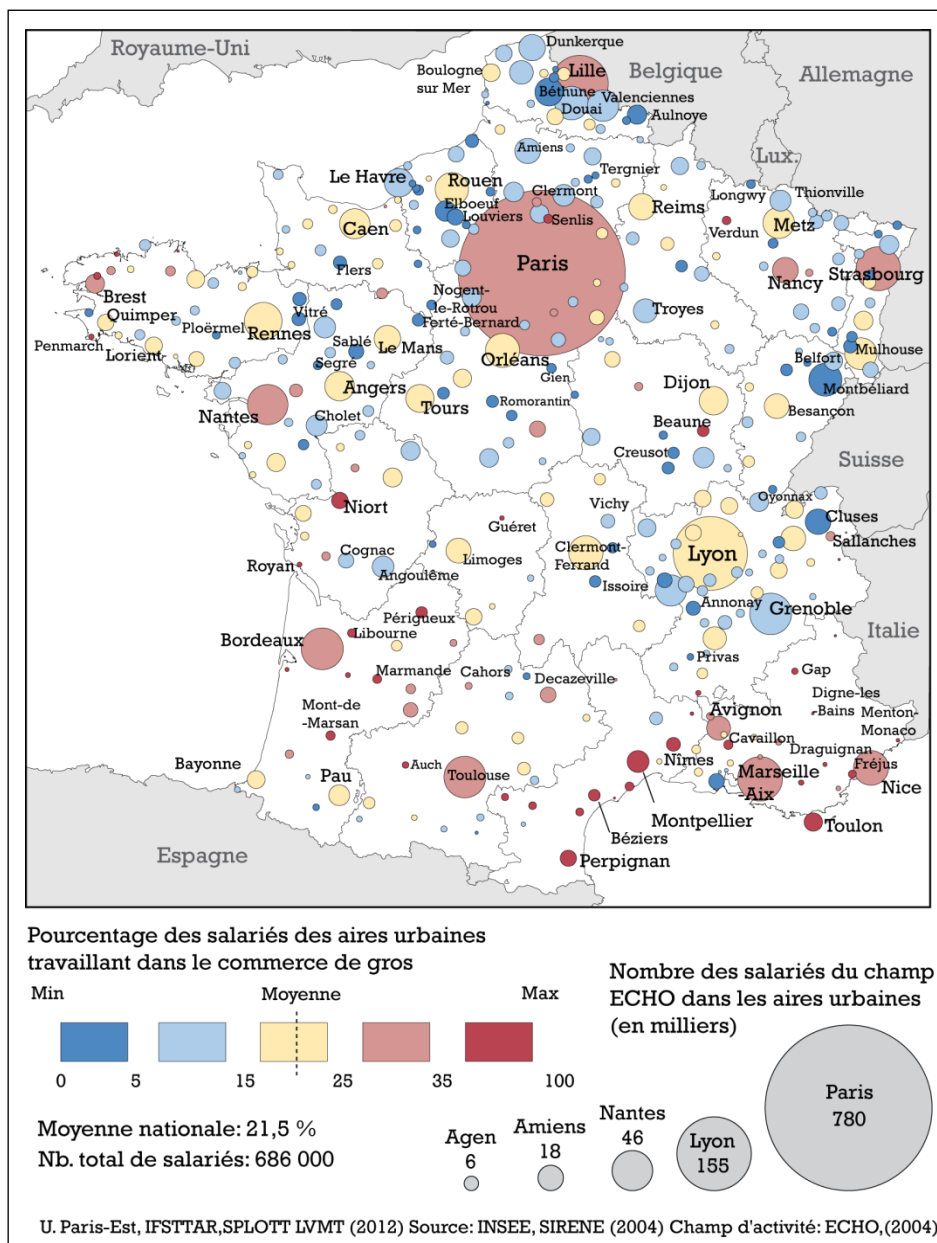 Royaume-Uni
Dunkerque
Boulogne
sur Mer
Lille
Belgique
Allemagne
Béthune
Valenciennes
Douai
Aulnoye
Amiens
Tergnier
Lux.
Le Havre
Rouen
Clermont
Longwy
Thionville
Elboeuf
Louviers
Senlis
Reims
Verdun
Metz
Caen
Flers
Paris
Nancy
Strasbourg
Brest
Quimper
Nogent-
le-Rotrou
Ferté-Bernard
Troyes
Ploërmel
Rennes
Vitré
Penmarch
Lorient
Sablé
Le Mans
Orléans
Belfort
Mulhouse
Segré
Gien
Montbéliard
Angers
Tours
Romorantin
Dijon
Besançon
Nantes
Cholet
Beaune
Creusot
Suisse
Niort
Vichy
Oyonnax
Guéret
Cluses
Sallanches
Royan
Cognac
Angoulême
Limoges
Clermont-
Ferrand
Lyon
Issoire
Annonay
Grenoble
Périgueux
Libourne
Bordeaux
Italie
Privas
Marmande
Cahors
Decazeville
Gap
Mont-de
-Marsan
Avignon
Digne-les
-Bains
Menton-
Monaco
Cavaillon
Draguignan
Bayonne
Pau
Auch
Toulouse
Nîmes
Marseille
-Aix
Fréjus
Nice
Montpellier
Béziers
Toulon
Espagne
Perpignan
Pourcentage des salariés des aires urbaines
travaillant dans le commerce de gros
Min
Moyenne
Max
0
5
15
25
35
100
Moyenne nationale: 21,5 %
Nb. total de salariés: 686 000
Nombre des salariés du champ
ECHO dans les aires urbaines
(en milliers)
Agen
6
Amiens
18
Nantes
46
Lyon
155
Paris
780
U. Paris-Est, IFSTTAR,SPLOTT LVMT (2012) Source: INSEE, SIRENE (2004) Champ d'activité: ECHO,(2004)